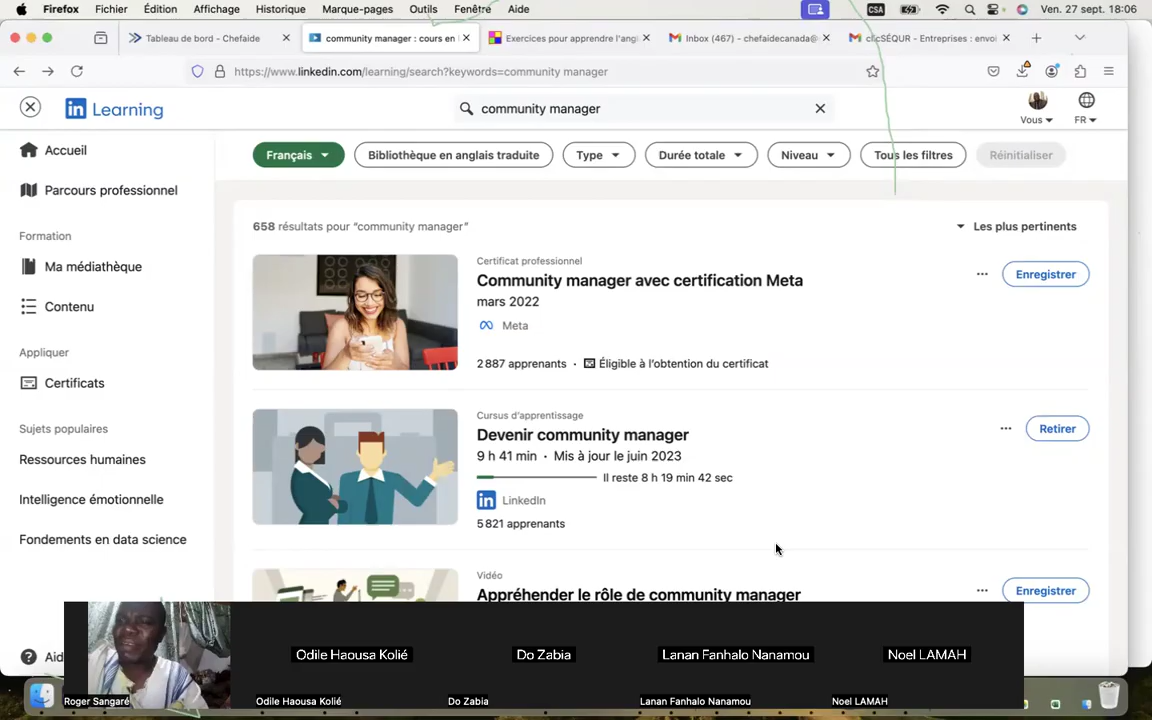 Firefox Fichier Édition Affichage Historique Marque-pages Outils Fenêtre Aide CSA Ven. 27 sept. 18:06
Tableau de bord - Chefaide community manager : cours en Exercices pour apprendre l'ang Inbox (467) - chefaidecanada@ clicSÉQUR - Entreprises : envoi
https://www.linkedin.com/learning/search?keywords=community manager
in Learning
community manager
Vous
FR
Accueil
Parcours professionnel
Formation
Ma médiathèque
Contenu
Appliquer
Certificats
Sujets populaires
Ressources humaines
Intelligence émotionnelle
Fondements en data science
Aid
Français Bibliothèque en anglais traduite Type Durée totale Niveau Tous les filtres Réinitialiser
658 résultats pour “community manager” Les plus pertinents
Certificat professionnel
Community manager avec certification Meta
mars 2022
Meta
2 887 apprenants · Éligible à l'obtention du certificat
Enregistrer
Cursus d'apprentissage
Devenir community manager
9 h 41 min · Mis à jour le juin 2023
Il reste 8 h 19 min 42 sec
in LinkedIn
5 821 apprenants
Retirer
Vidéo
Appréhender le rôle de community manager
Enregistrer
Odile Haousa Kolié Do Zabia Lanan Fanhalo Nanamou Noel LAMAH
Roger Sangaré Odile Haousa Kolié Do Zabia Lanan Fanhalo Nanamou Noel LAMAH